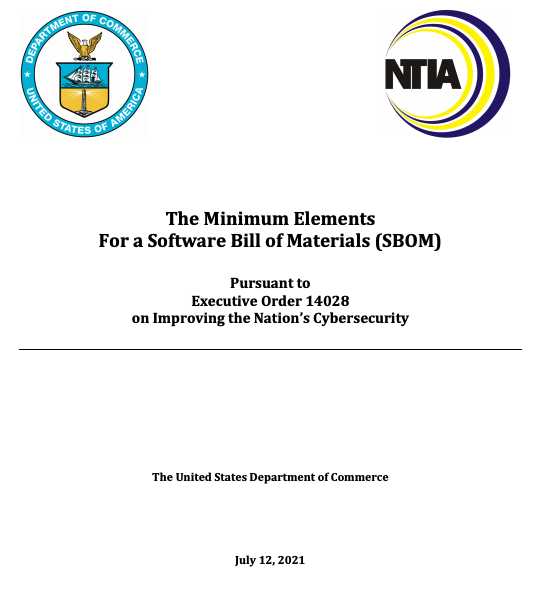 DEPARTMENT OF COMMERCE
UNITED STATES OF AMERICA
NTIA
The Minimum Elements
For a Software Bill of Materials (SBOM)
Pursuant to
Executive Order 14028
on Improving the Nation’s Cybersecurity
The United States Department of Commerce
July 12, 2021